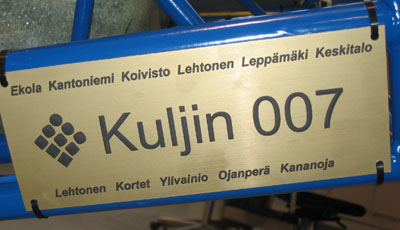 Ekola Kantoniemi Koivisto Lehtonen Leppämäki Keskitalo
Kuljin 007
Lehtonen Kortet Ylivainio Ojanperä Kananoja